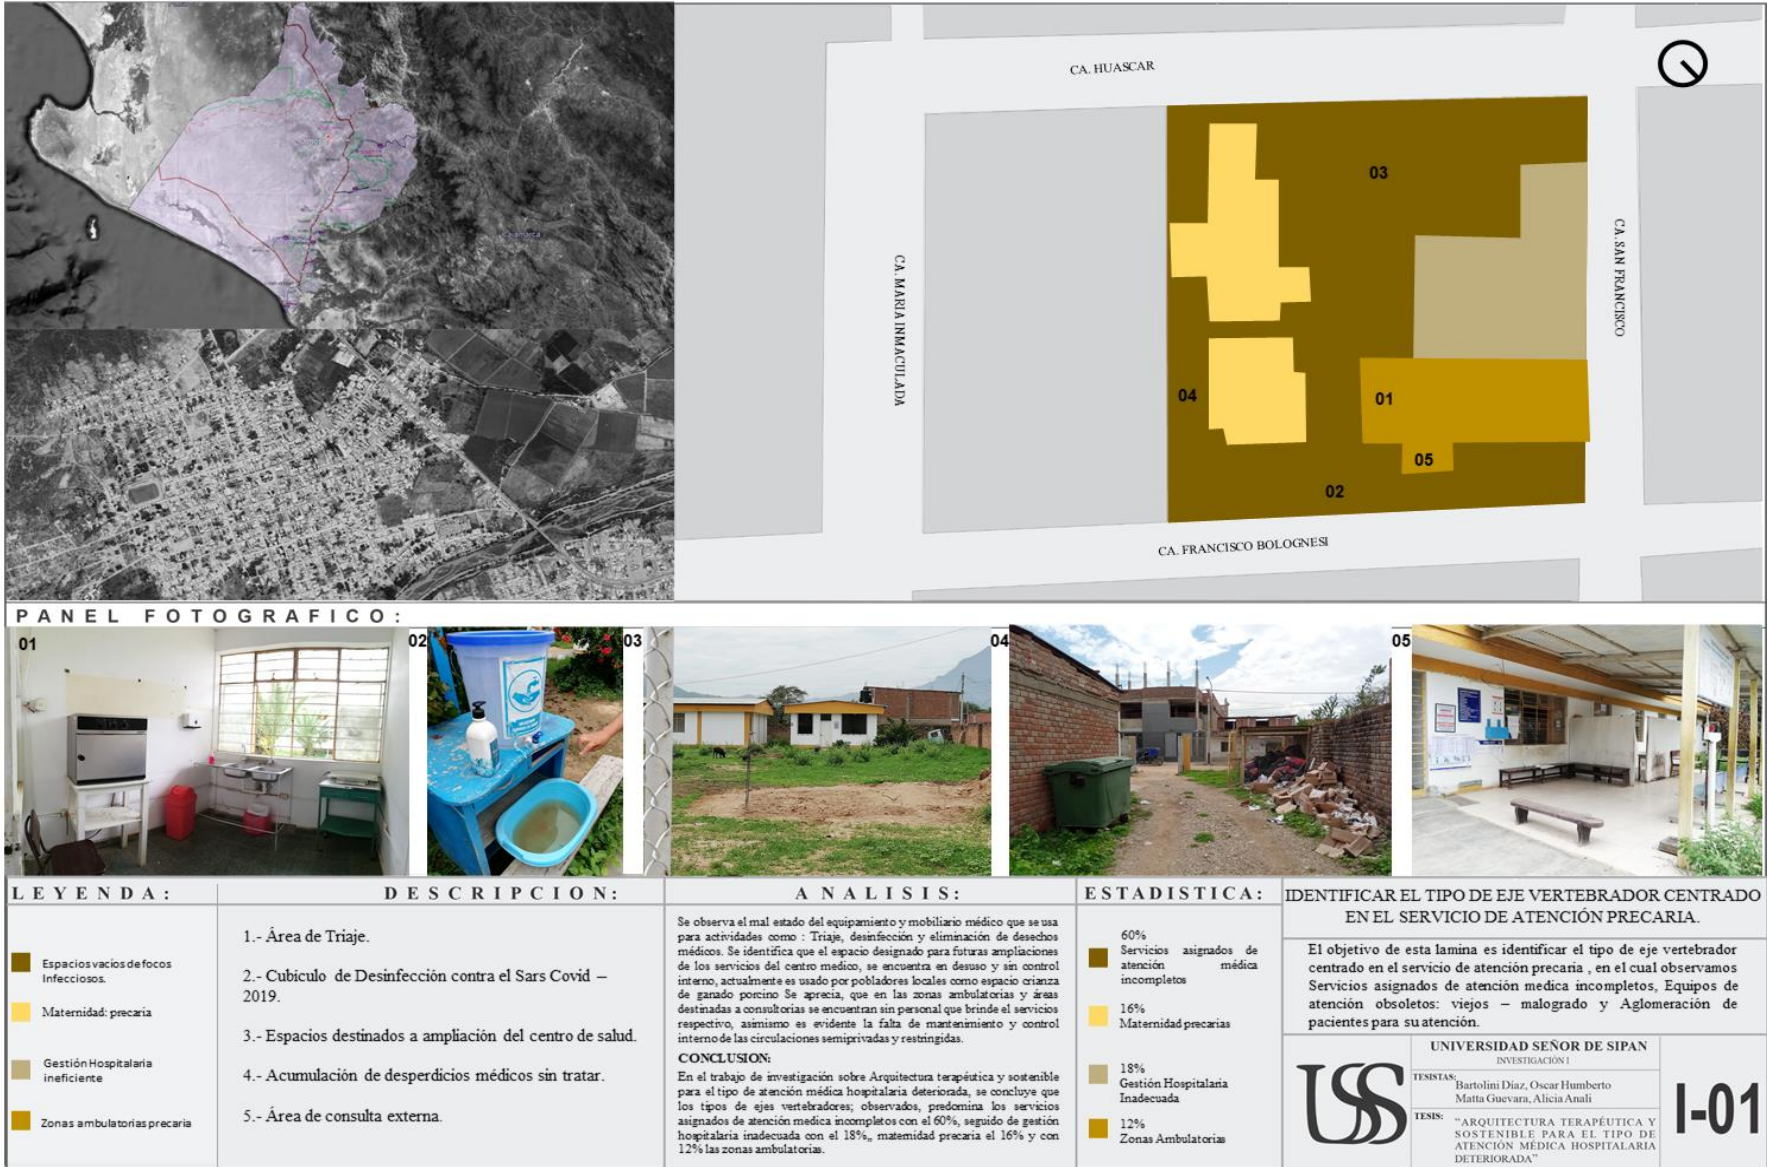 CA. HUASCAR
CA. MARIA INMACULADA
CA. SAN FRANCISCO
CA. FRANCISCO BOLOGNESI
03
04
01
05
02
PANEL FOTOGRAFICO:
01
02
03
04
05
LEYENDA:
Espacios vacíos de focos
Infecciosos.
Maternidad: precaria
Gestión Hospitalaria
ineficiente
Zonas ambulatorias precaria
DESCRIPCION:
1.- Área de Triaje.
2.- Cubículo de Desinfección contra el Sars Covid –
2019.
3.- Espacios destinados a ampliación del centro de salud.
4.- Acumulación de desperdicios médicos sin tratar.
5.- Área de consulta externa.
ANALISIS:
Se observa el mal estado del equipamiento y mobiliario médico que se usa
para actividades como : Triaje, desinfección y eliminación de desechos
médicos. Se identifica que el espacio designado para futuras ampliaciones
de los servicios del centro medico, se encuentra en desuso y sin control
interno, actualmente es usado por pobladores locales como espacio crianza
de ganado porcino Se aprecia, que en las zonas ambulatorias y áreas
destinadas a consultorias se encuentran sin personal que brinde el servicios
respectivo, asimismo es evidente la falta de mantenimiento y control
interno de las circulaciones semiprivadas y restringidas.
CONCLUSION:
En el trabajo de investigación sobre Arquitectura terapéutica y sostenible
para el tipo de atención médica hospitalaria deteriorada, se concluye que
los tipos de ejes vertebradores; observados, predomina los servicios
asignados de atención medica incompletos con el 60%, seguido de gestión
hospitalaria inadecuada con el 18%,, maternidad precaria el 16% y con
12% las zonas ambulatorias.
ESTADISTICA:
60%
Servicios asignados de
atención médica
incompletos
16%
Maternidad precarias
18%
Gestión Hospitalaria
Inadecuada
12%
Zonas Ambulatorias
IDENTIFICAR EL TIPO DE EJE VERTEBRADOR CENTRADO
EN EL SERVICIO DE ATENCIÓN PRECARIA.
El objetivo de esta lamina es identificar el tipo de eje vertebrador
centrado en el servicio de atención precaria , en el cual observamos
Servicios asignados de atención medica incompletos, Equipos de
atención obsoletos: viejos – malogrado y Aglomeración de
pacientes para su atención.
USS
UNIVERSIDAD SEÑOR DE SIPAN
INVESTIGACIÓN I
TESISTAS:
Bartolini Díaz, Oscar Humberto
Matta Guevara, Alicia Anali
TESIS:
"ARQUITECTURA TERAPÉUTICA Y
SOSTENIBLE PARA EL TIPO DE
ATENCIÓN MÉDICA HOSPITALARIA
DETERIORADA"
I-01